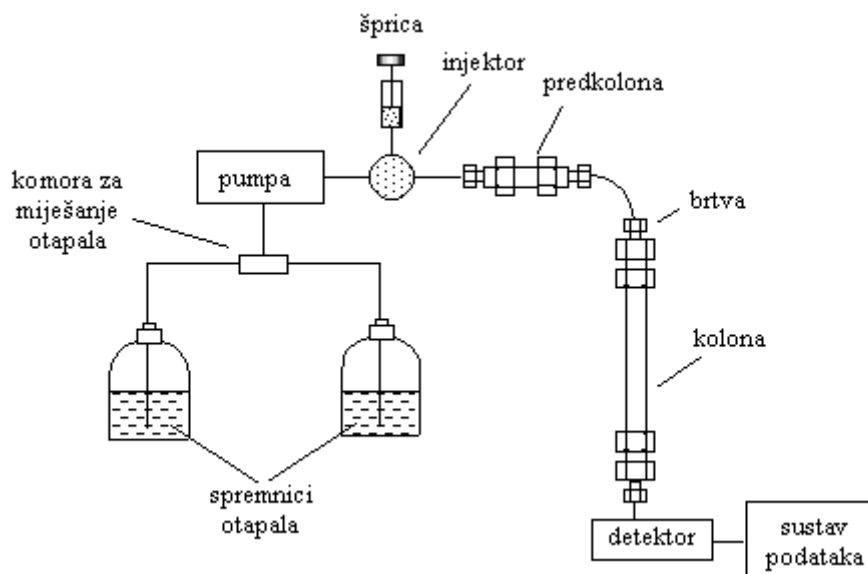 šprica
injektor
predkolona
pumpa
komora za
miješanje
otapala
brtva
kolona
spremnici
otapala
detektor
sustav
podataka